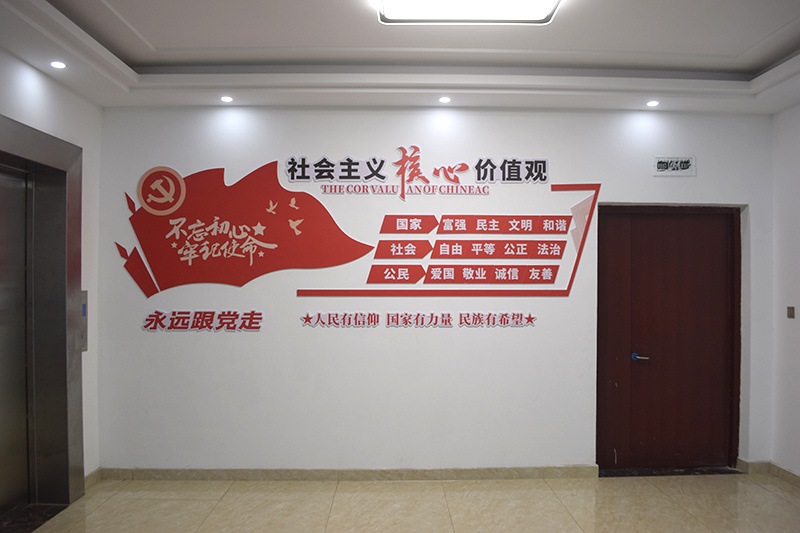 社会主义核心价值观
THE COR VALU AN OF CHINEAC
不忘初心
牢记使命
国家 富强 民主 文明 和谐
社会 自由 平等 公正 法治
公民 爱国 敬业 诚信 友善
永远跟党走
★人民有信仰 国家有力量 民族有希望★